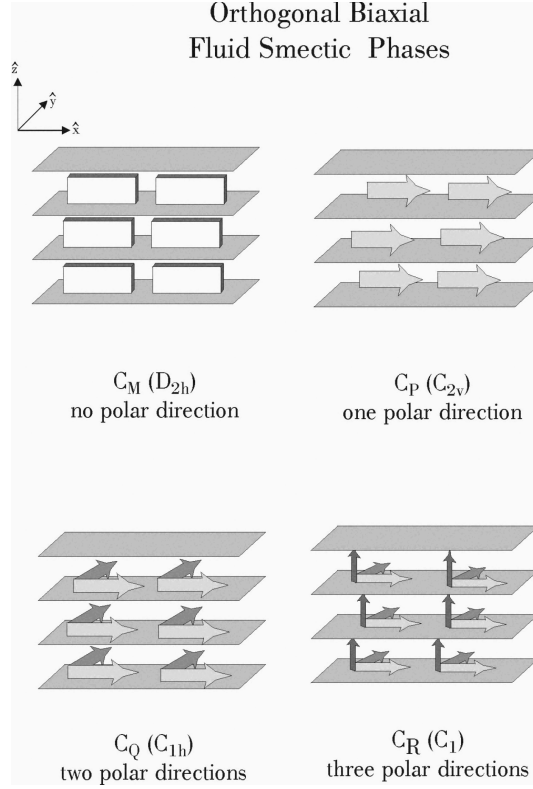 Orthogonal Biaxial
Fluid Smectic Phases
ẑ
ŷ
x̂
C_M (D_2h)
no polar direction
C_P (C_2v)
one polar direction
C_Q (C_1h)
two polar directions
C_R (C_1)
three polar directions